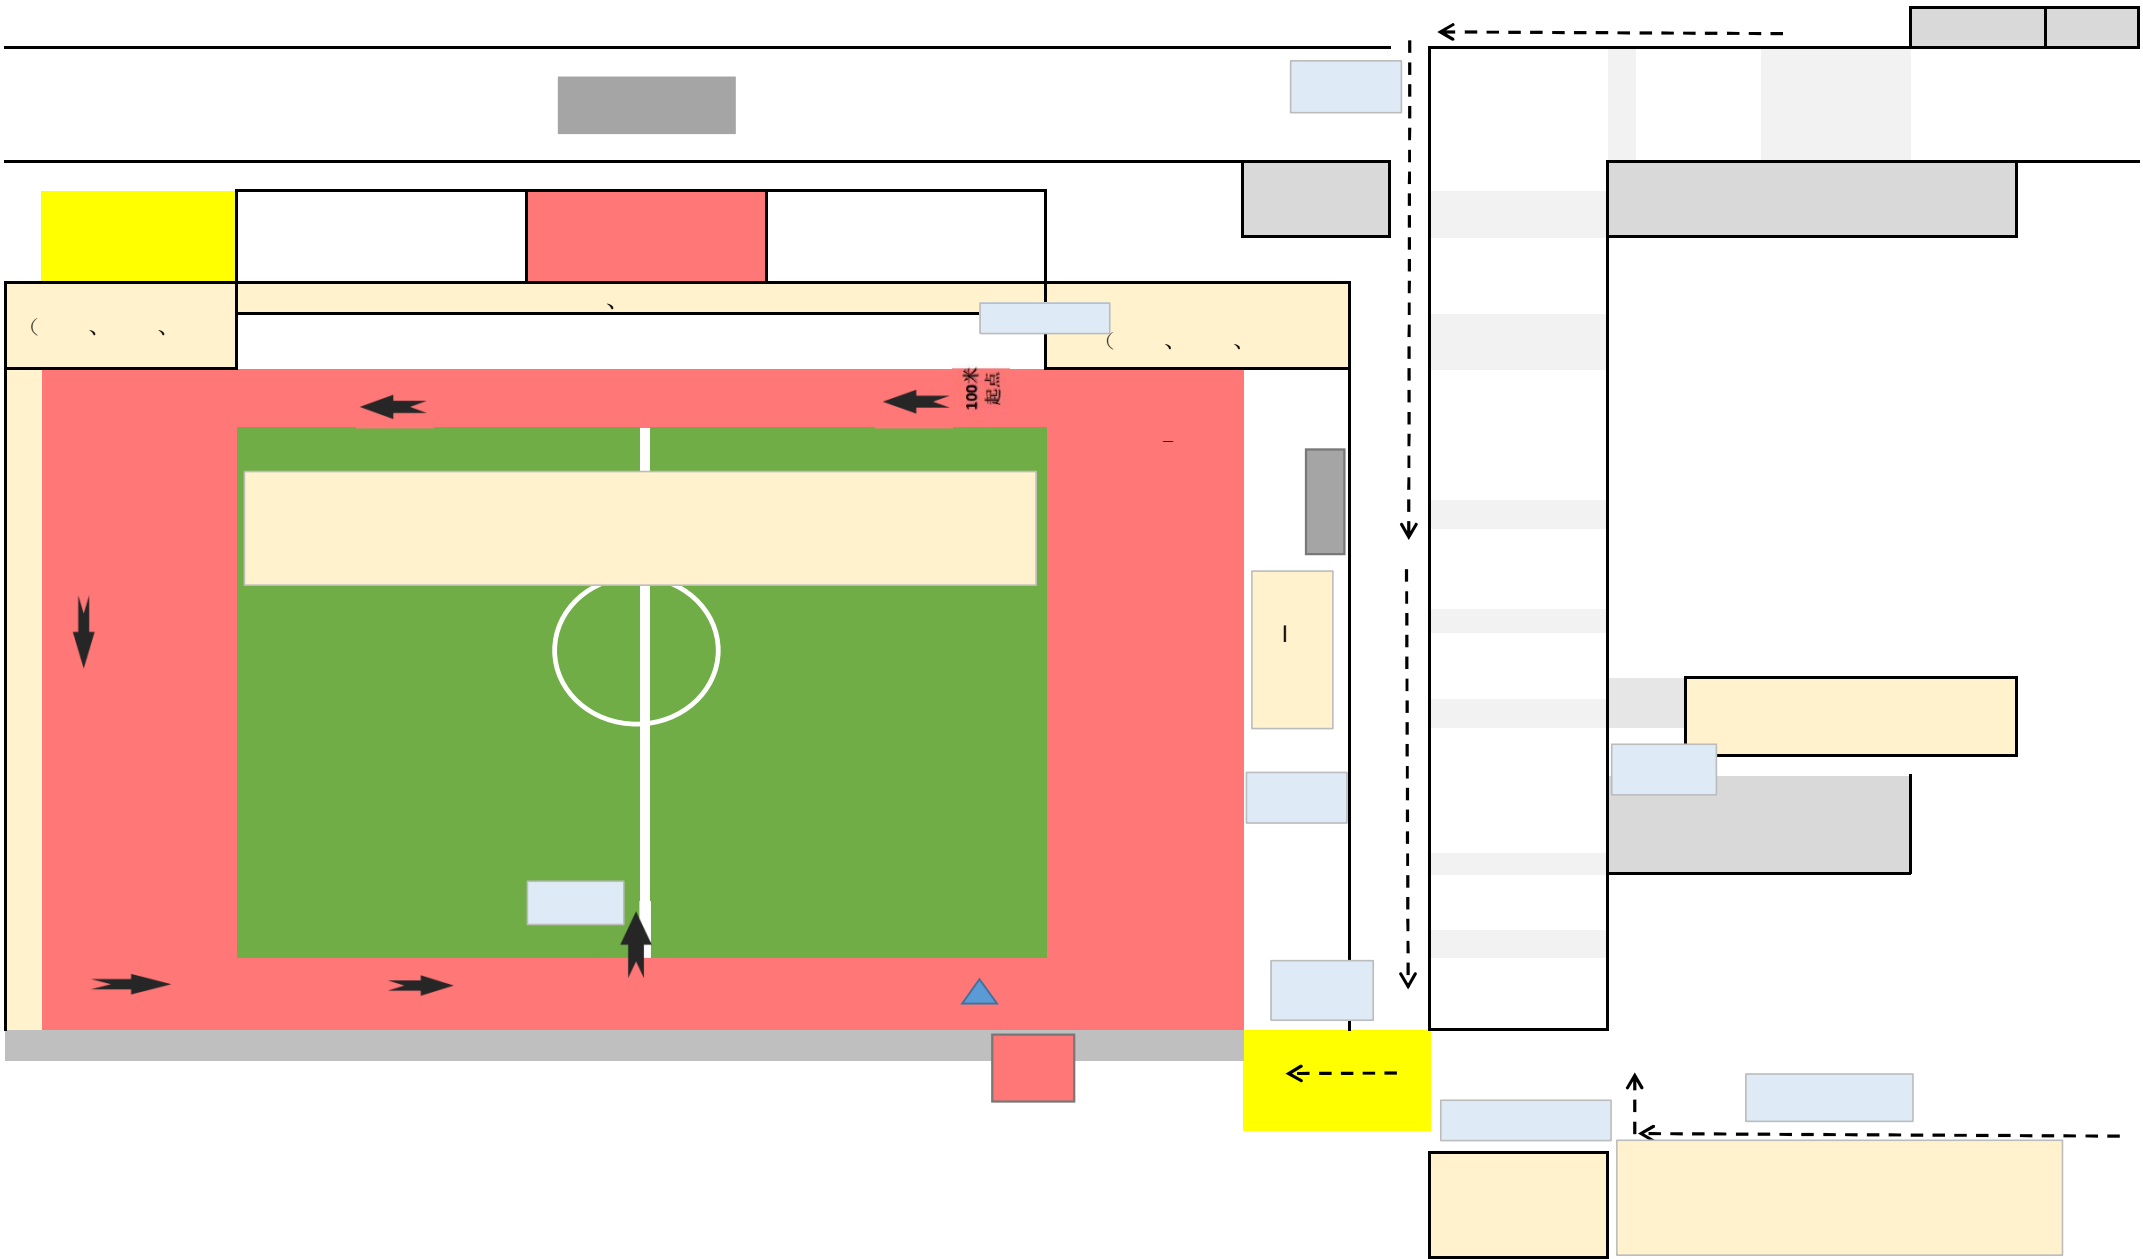 、
（ 、 、
（ 、 、
100米
起点